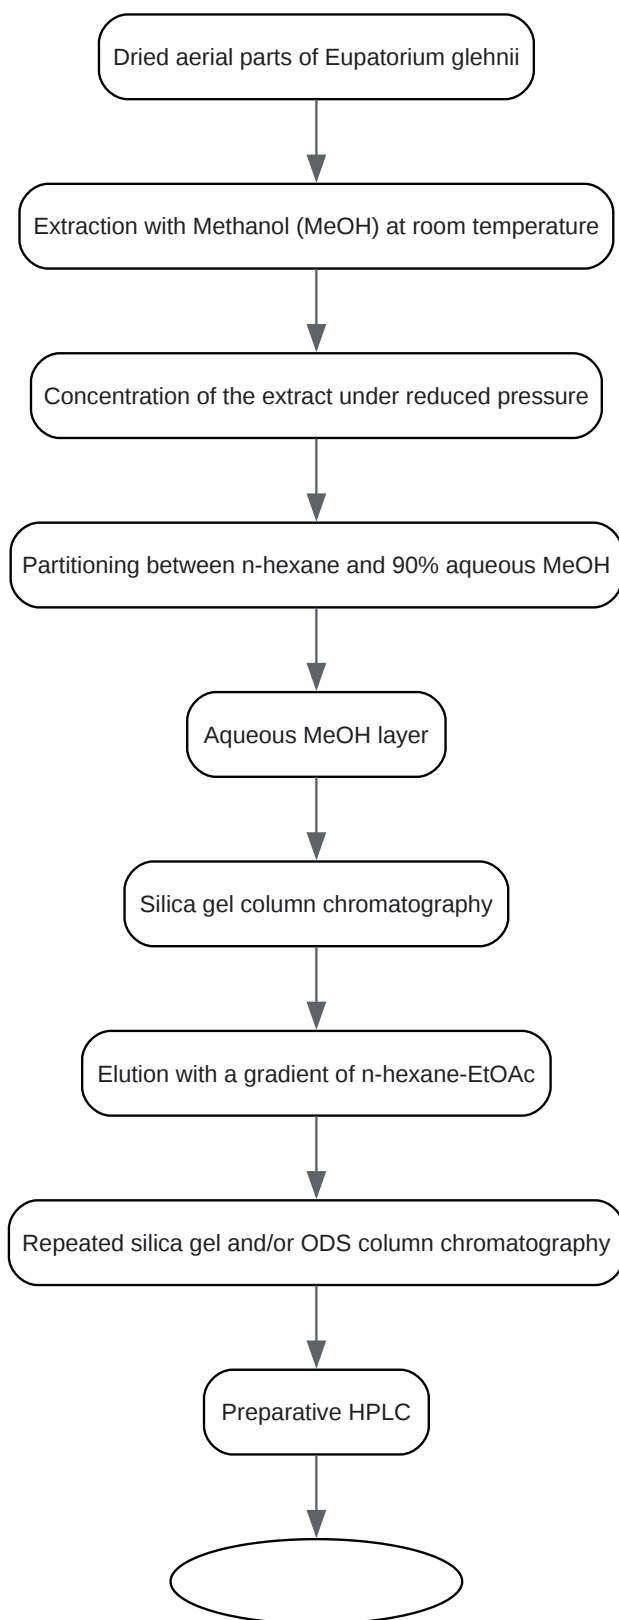 Dried aerial parts of Eupatorium glehnii
Extraction with Methanol (MeOH) at room temperature
Concentration of the extract under reduced pressure
Partitioning between n-hexane and 90% aqueous MeOH
Aqueous MeOH layer
Silica gel column chromatography
Elution with a gradient of n-hexane-EtOAc
Repeated silica gel and/or ODS column chromatography
Preparative HPLC